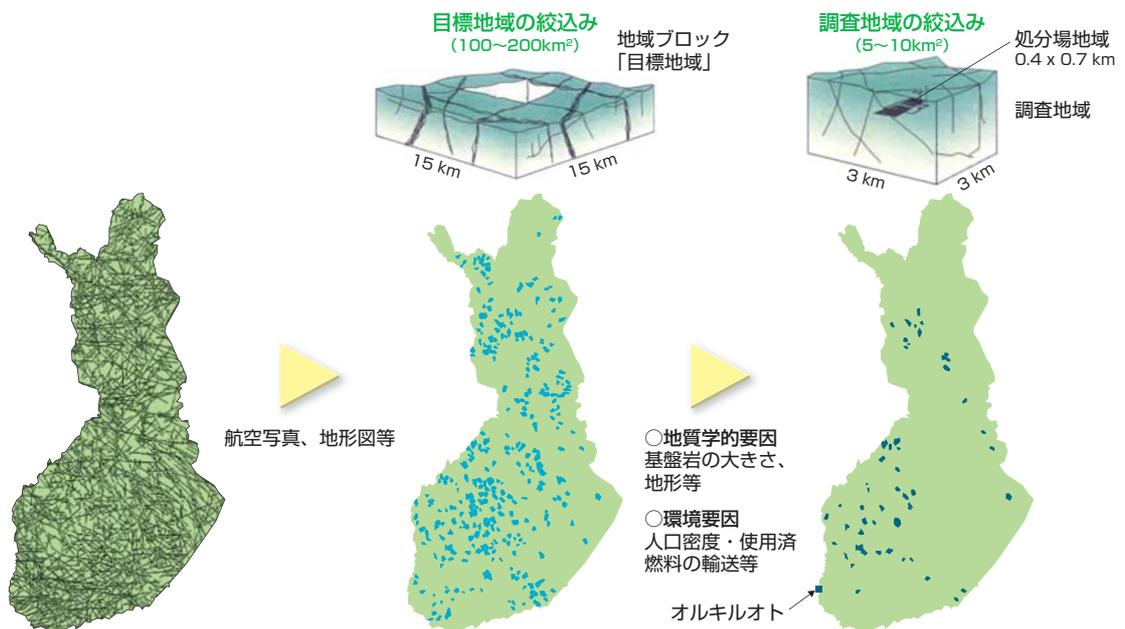 目標地域の絞込み
(100〜200km²)
地域ブロック
「目標地域」
15 km
15 km
調査地域の絞込み
(5〜10km²)
処分場地域
0.4 x 0.7 km
調査地域
3 km
3 km
航空写真、地形図等
○地質学的要因
基盤岩の大きさ、
地形等
○環境要因
人口密度・使用済
燃料の輸送等
オルキルオト